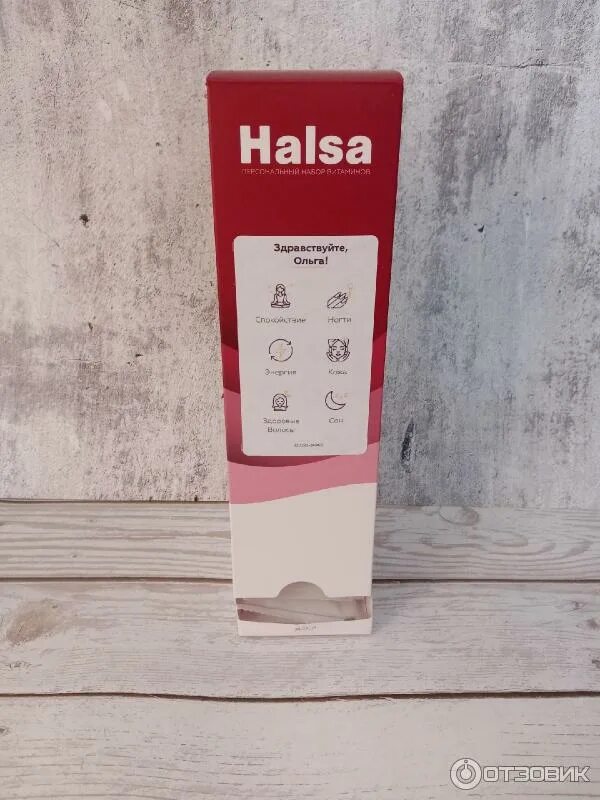 Halsa
ПЕРСОНАЛЬНЫЙ НАБОР ВИТАМИНОВ
Здравствуйте,
Ольга!
Спокойствие
Ногти
Энергия
Кожа
Здоровые
Волосы
Сон
ОТЗОВИК